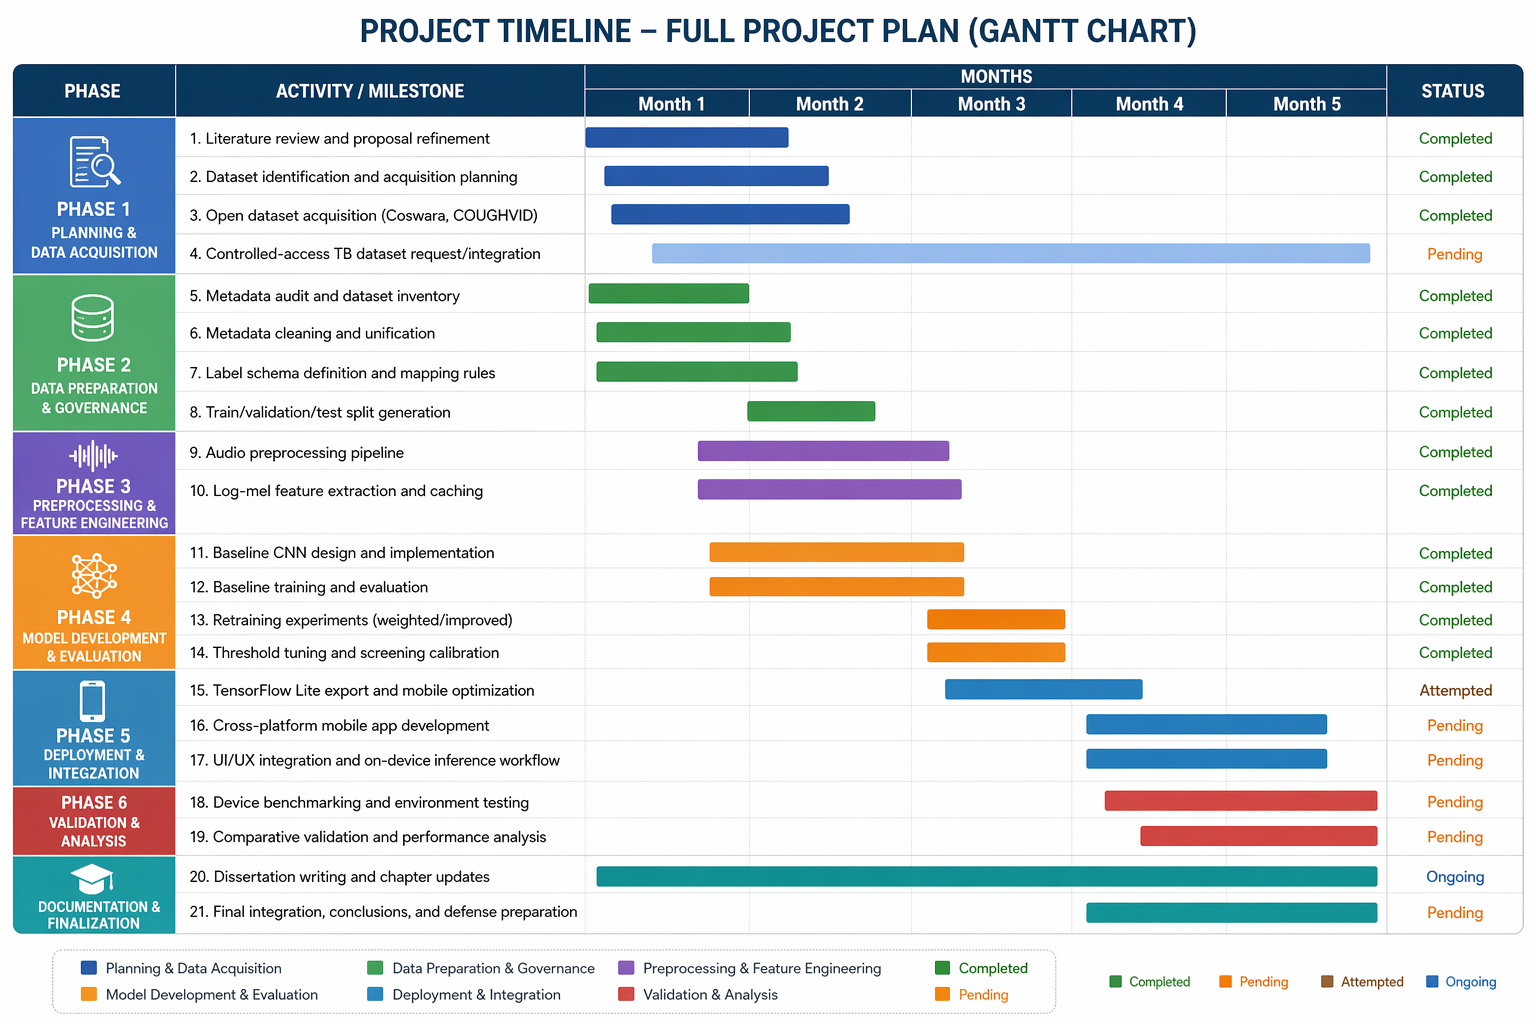 PROJECT TIMELINE – FULL PROJECT PLAN (GANTT CHART)
PHASE
ACTIVITY / MILESTONE
MONTHS
STATUS
Month 1
Month 2
Month 3
Month 4
Month 5
PHASE 1
PLANNING &
DATA ACQUISITION
1. Literature review and proposal refinement
Completed
2. Dataset identification and acquisition planning
Completed
3. Open dataset acquisition (Coswara, COUGHVID)
Completed
4. Controlled-access TB dataset request/integration
Pending
PHASE 2
DATA PREPARATION
& GOVERNANCE
5. Metadata audit and dataset inventory
Completed
6. Metadata cleaning and unification
Completed
7. Label schema definition and mapping rules
Completed
8. Train/validation/test split generation
Completed
PHASE 3
PREPROCESSING &
FEATURE ENGINEERING
9. Audio preprocessing pipeline
Completed
10. Log-mel feature extraction and caching
Completed
PHASE 4
MODEL DEVELOPMENT
& EVALUATION
11. Baseline CNN design and implementation
Completed
12. Baseline training and evaluation
Completed
13. Retraining experiments (weighted/improved)
Completed
14. Threshold tuning and screening calibration
Completed
PHASE 5
DEPLOYMENT &
INTEGZATION
15. TensorFlow Lite export and mobile optimization
Attempted
16. Cross-platform mobile app development
Pending
17. UI/UX integration and on-device inference workflow
Pending
PHASE 6
VALIDATION &
ANALYSIS
18. Device benchmarking and environment testing
Pending
19. Comparative validation and performance analysis
Pending
DOCUMENTATION &
FINALIZATION
20. Dissertation writing and chapter updates
Ongoing
21. Final integration, conclusions, and defense preparation
Pending
Planning & Data Acquisition
Data Preparation & Governance
Preprocessing & Feature Engineering
Completed
Model Development & Evaluation
Deployment & Integration
Validation & Analysis
Pending
Completed
Pending
Attempted
Ongoing